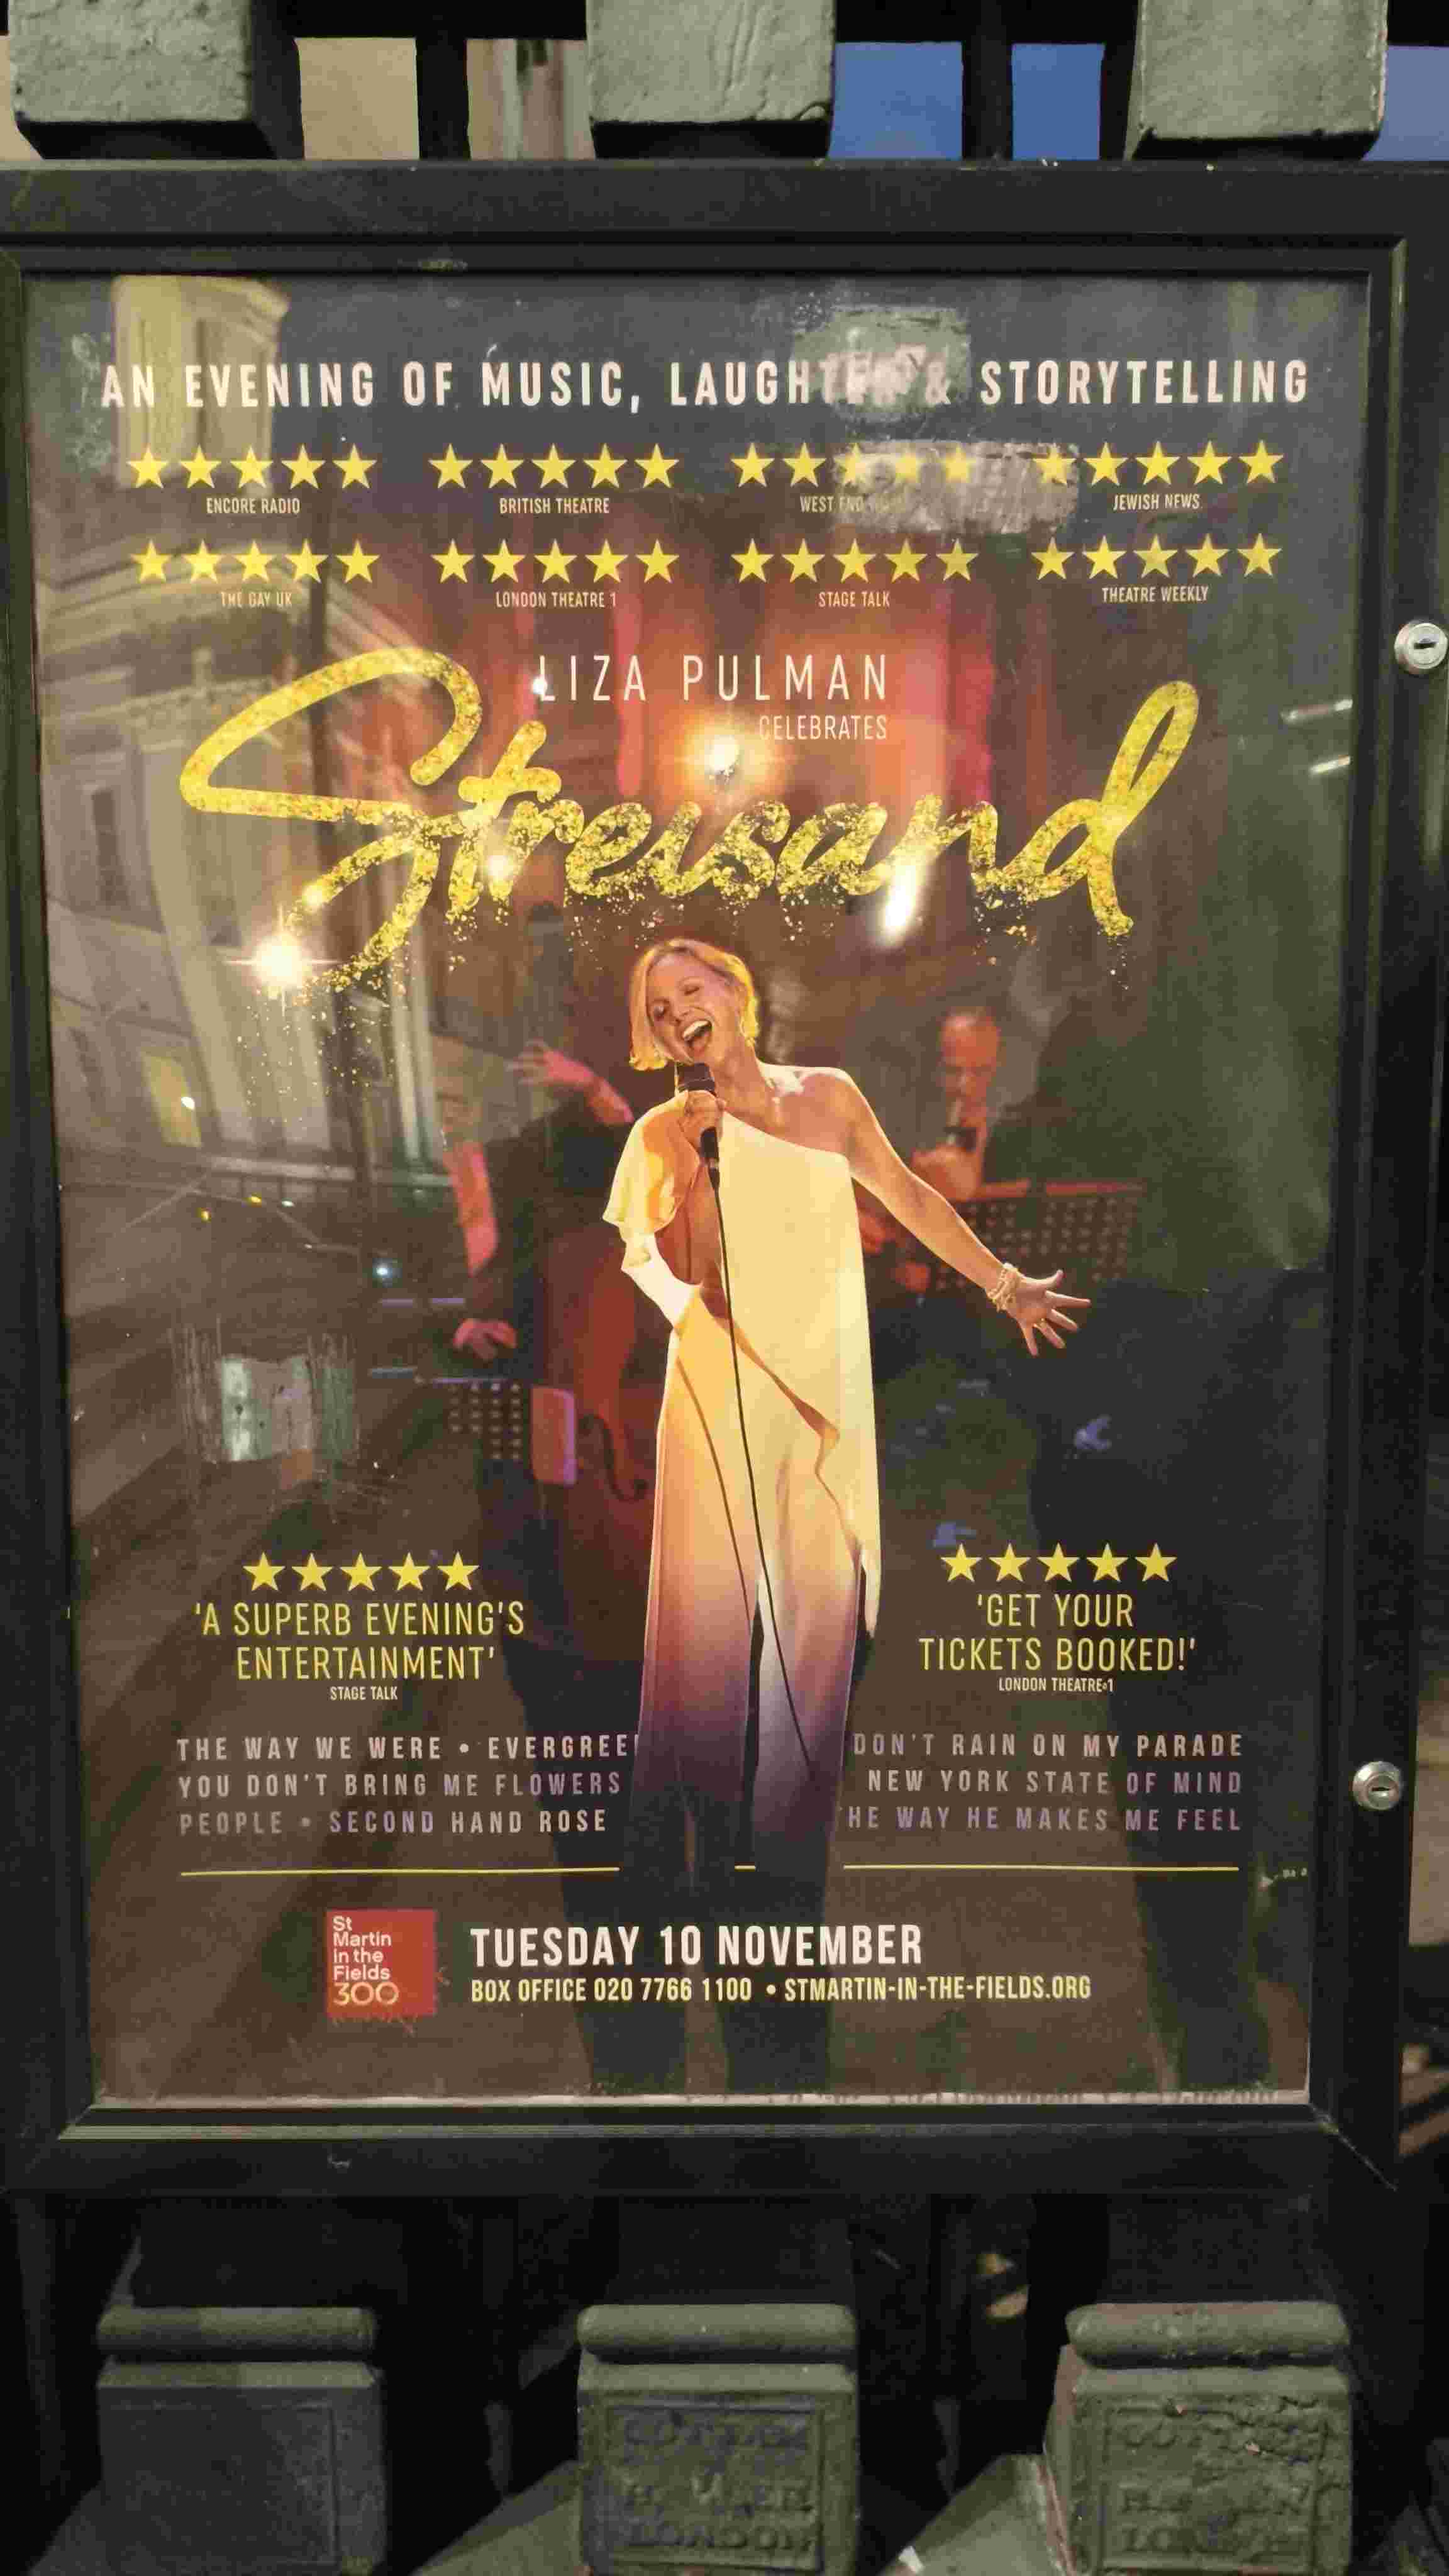 AN EVENING OF MUSIC, LAUGHTER & STORYTELLING
★★★★★ ★★★★★ ★★★★★ ★★★★★
ENCORE RADIO BRITISH THEATRE WEST END JEWISH NEWS
★★★★★ ★★★★★ ★★★★★ ★★★★★
THE GAY UK LONDON THEATRE 1 STAGE TALK THEATRE WEEKLY
LIZA PULMAN
CELEBRATES
Streisand
★★★★★
'A SUPERB EVENING'S
ENTERTAINMENT'
STAGE TALK
★★★★★
'GET YOUR
TICKETS BOOKED!'
LONDON THEATRE 1
THE WAY WE WERE • EVERGREE
YOU DON'T BRING ME FLOWERS
PEOPLE • SECOND HAND ROSE
DON'T RAIN ON MY PARADE
NEW YORK STATE OF MIND
HE WAY HE MAKES ME FEEL
St
Martin
in the
Fields
300
TUESDAY 10 NOVEMBER
BOX OFFICE 020 7766 1100 • STMARTIN-IN-THE-FIELDS.ORG
LONDON